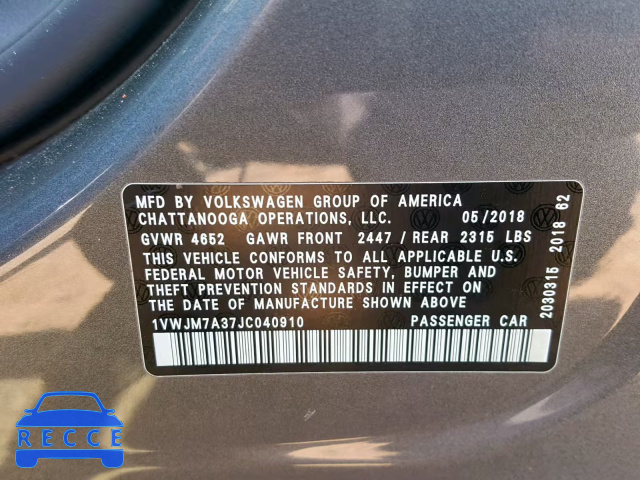 MFD BY VOLKSWAGEN GROUP OF AMERICA
CHATTANOOGA OPERATIONS, LLC. 05/2018
GVWR 4652 GAWR FRONT 2447 / REAR 2315 LBS
THIS VEHICLE CONFORMS TO ALL APPLICABLE U.S.
FEDERAL MOTOR VEHICLE SAFETY, BUMPER AND
THEFT PREVENTION STANDARDS IN EFFECT ON
THE DATE OF MANUFACTURE SHOWN ABOVE
1VWJM7A37JC040910 PASSENGER CAR
2030316 2018 62
RECCE